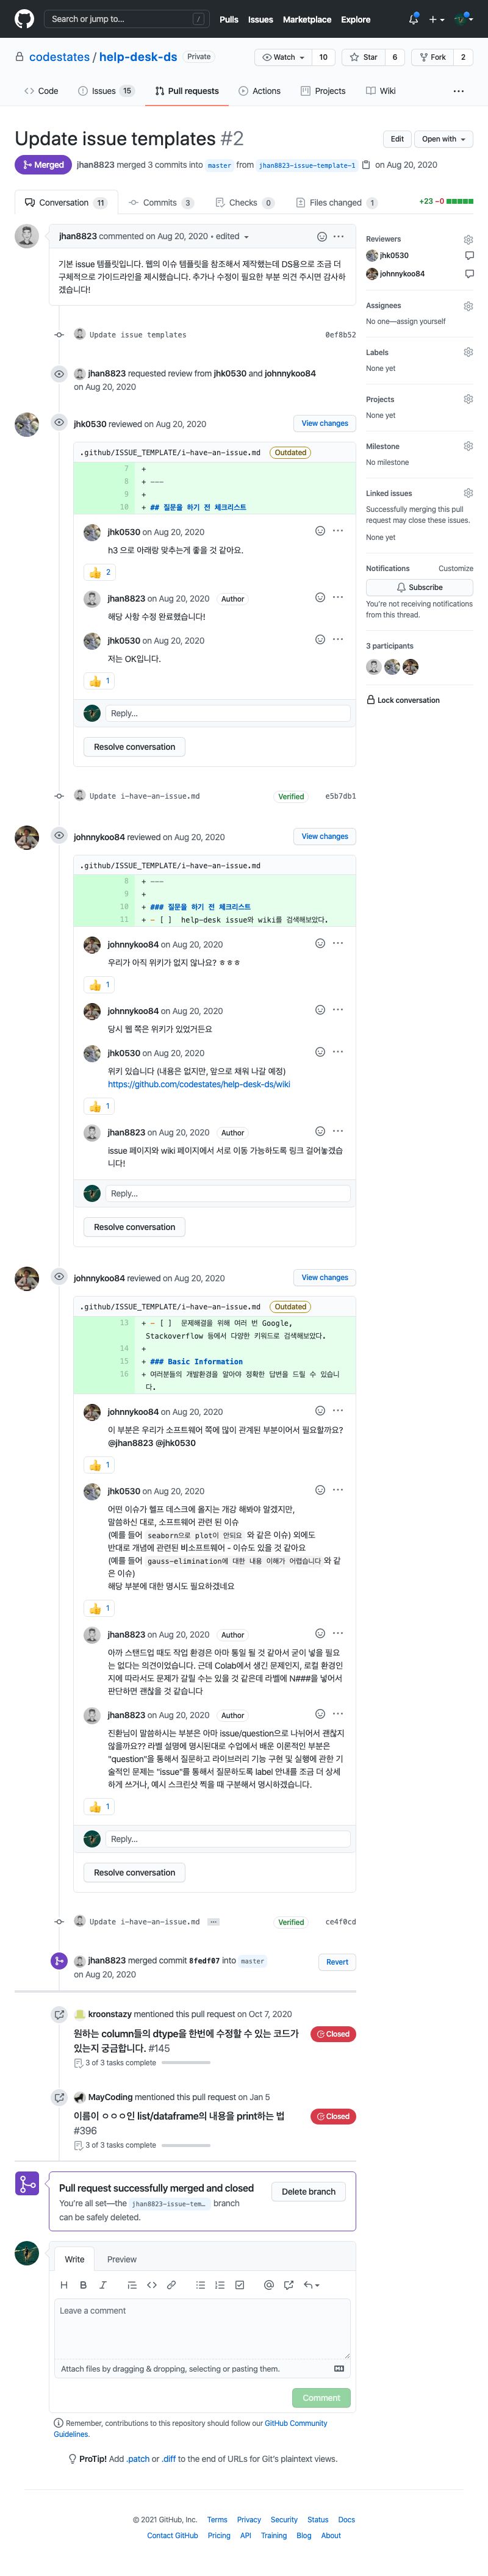 Search or jump to...
/
Pulls Issues Marketplace Explore
codestates / help-desk-ds Private
Watch 10 Star 6 Fork 2
Code Issues 15 Pull requests Actions Projects Wiki
Update issue templates #2
Edit Open with
Merged jhan8823 merged 3 commits into master from jhan8823-issue-template-1 on Aug 20, 2020
Conversation 11 Commits 3 Checks 0 Files changed 1 +23 −0
jhan8823 commented on Aug 20, 2020 • edited
기본 issue 템플릿입니다. 웹의 이슈 템플릿을 참조해서 제작했는데 DS용으로 조금 더
구체적으로 가이드라인을 제시했습니다. 추가나 수정이 필요한 부분 의견 주시면 감사하
겠습니다!
Update issue templates 0ef8b52
jhan8823 requested review from jhk0530 and johnnykoo84
on Aug 20, 2020
jhk0530 reviewed on Aug 20, 2020 View changes
.github/ISSUE_TEMPLATE/i-have-an-issue.md Outdated
7 +
8 + ---
9 +
10 + ## 질문을 하기 전 체크리스트
jhk0530 on Aug 20, 2020
h3 으로 아래랑 맞추는게 좋을 것 같아요.
2
jhan8823 on Aug 20, 2020 Author
해당 사항 수정 완료했습니다!
jhk0530 on Aug 20, 2020
저는 OK입니다.
1
Reply...
Resolve conversation
Update i-have-an-issue.md Verified e5b7db1
johnnykoo84 reviewed on Aug 20, 2020 View changes
.github/ISSUE_TEMPLATE/i-have-an-issue.md
8 + ---
9 +
10 + ### 질문을 하기 전 체크리스트
11 + - [ ] help-desk issue와 wiki를 검색해보았다.
johnnykoo84 on Aug 20, 2020
우리가 아직 위키가 없지 않나요? ㅎㅎㅎ
1
johnnykoo84 on Aug 20, 2020
당시 웹 쪽은 위키가 있었거든요
jhk0530 on Aug 20, 2020
위키 있습니다 (내용은 없지만, 앞으로 채워 나갈 예정)
https://github.com/codestates/help-desk-ds/wiki
1
jhan8823 on Aug 20, 2020 Author
issue 페이지와 wiki 페이지에서 서로 이동 가능하도록 링크 걸어놓겠습
니다!
Reply...
Resolve conversation
johnnykoo84 reviewed on Aug 20, 2020 View changes
.github/ISSUE_TEMPLATE/i-have-an-issue.md Outdated
13 + - [ ] 문제해결을 위해 여러 번 Google,
Stackoverflow 등에서 다양한 키워드로 검색해보았다.
14 +
15 + ### Basic Information
16 + 여러분들의 개발환경을 알아야 정확한 답변을 드릴 수 있습니
다.
johnnykoo84 on Aug 20, 2020
이 부분은 우리가 소프트웨어 쪽에 많이 관계된 부분이어서 필요할까요?
@jhan8823 @jhk0530
1
jhk0530 on Aug 20, 2020
어떤 이슈가 헬프 데스크에 올지는 개강 해봐야 알겠지만,
말씀하신 대로, 소프트웨어 관련 된 이슈
(예를 들어 seaborn으로 plot이 안되요 와 같은 이슈) 외에도
반대로 개념에 관련된 비소프트웨어 - 이슈도 있을 것 같아요
(예를 들어 gauss-elimination에 대한 내용 이해가 어렵습니다 와 같
은 이슈)
해당 부분에 대한 명시도 필요하겠네요
1
jhan8823 on Aug 20, 2020 Author
아까 스탠드업 때도 작업 환경은 아마 통일 될 것 같아서 굳이 넣을 필요
는 없다는 의견이었습니다. 근데 Colab에서 생긴 문제인지, 로컬 환경인
지에 따라서도 문제가 갈릴 수는 있을 것 같은데 라벨에 N###을 넣어서
판단하면 괜찮을 것 같습니다
jhan8823 on Aug 20, 2020 Author
진환님이 말씀하시는 부분은 아마 issue/question으로 나뉘어서 괜찮지
않을까요?? 라벨 설명에 명시된대로 수업에서 배운 이론적인 부분은
"question"을 통해서 질문하고 라이브러리 기능 구현 및 실행에 관한 기
술적인 문제는 "issue"를 통해서 질문하도록 label 안내를 조금 더 상세
하게 쓰거나, 예시 스크린샷 찍을 때 구분해서 명시하겠습니다.
1
Reply...
Resolve conversation
Update i-have-an-issue.md ... Verified ce4f0cd
jhan8823 merged commit 8fedf07 into master
on Aug 20, 2020
Revert
kroonstazy mentioned this pull request on Oct 7, 2020
원하는 column들의 dtype을 한번에 수정할 수 있는 코드가
있는지 궁금합니다. #145
Closed
3 of 3 tasks complete
MayCoding mentioned this pull request on Jan 5
이름이 ㅇㅇㅇ인 list/dataframe의 내용을 print하는 법
#396
Closed
3 of 3 tasks complete
Pull request successfully merged and closed
You're all set—the jhan8823-issue-tem… branch
can be safely deleted.
Delete branch
Write Preview
Leave a comment
Attach files by dragging & dropping, selecting or pasting them.
Comment
Remember, contributions to this repository should follow our GitHub Community
Guidelines.
ProTip! Add .patch or .diff to the end of URLs for Git's plaintext views.
Reviewers
jhk0530
johnnykoo84
Assignees
No one—assign yourself
Labels
None yet
Projects
None yet
Milestone
No milestone
Linked issues
Successfully merging this pull
request may close these issues.
None yet
Notifications Customize
Subscribe
You're not receiving notifications
from this thread.
3 participants
Lock conversation
© 2021 GitHub, Inc. Terms Privacy Security Status Docs
Contact GitHub Pricing API Training Blog About